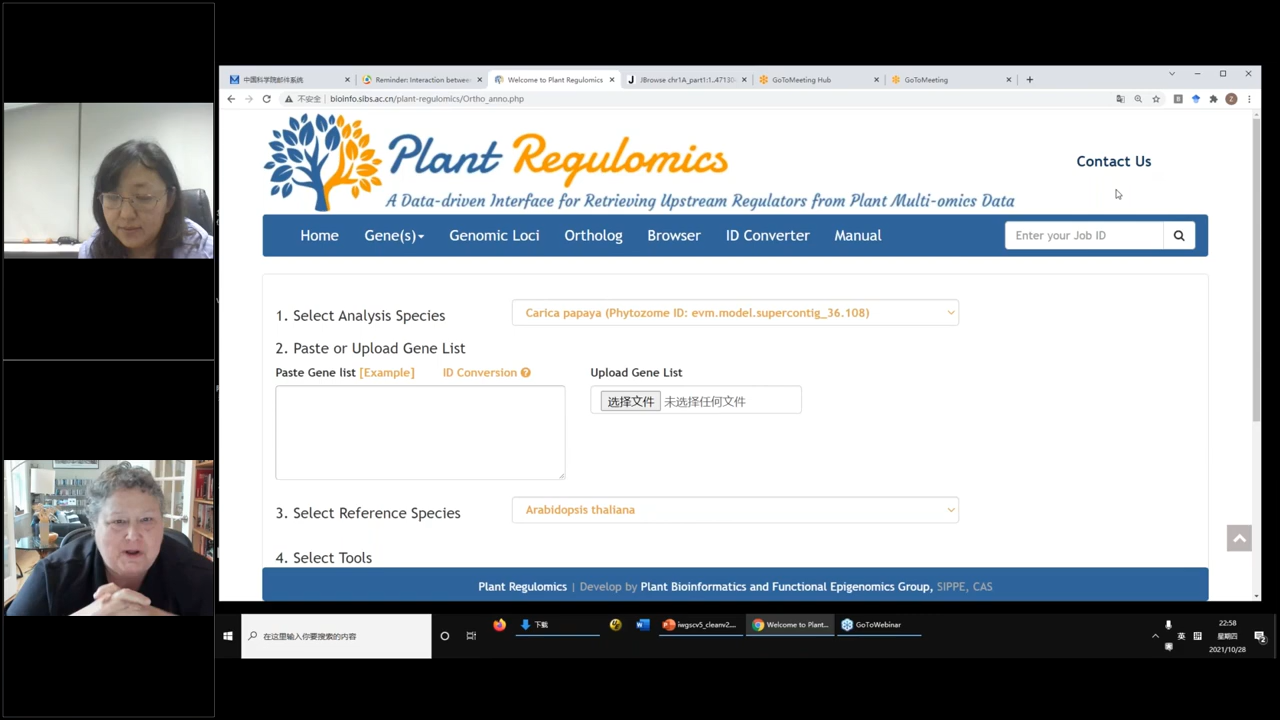 中国科学院邮件系统
Reminder: Interaction betwee
Welcome to Plant Regulomics
JBrowse chr1A_part1:1..47130
GoToMeeting Hub
GoToMeeting
不安全
bioinfo.sibs.ac.cn/plant-regulomics/Ortho_anno.php
Plant Regulomics
Contact Us
A Data-driven Interface for Retrieving Upstream Regulators from Plant Multi-omics Data
Home Gene(s) Genomic Loci Ortholog Browser ID Converter Manual Enter your Job ID
1. Select Analysis Species
Carica papaya (Phytozome ID: evm.model.supercontig_36.108)
2. Paste or Upload Gene List
Paste Gene list [Example] ID Conversion Upload Gene List
选择文件 未选择任何文件
3. Select Reference Species
Arabidopsis thaliana
4. Select Tools
Plant Regulomics | Develop by Plant Bioinformatics and Functional Epigenomics Group, SIPPE, CAS
在这里输入你要搜索的内容
下载
iwgscv5_cleanv2....
Welcome to Plant...
GoToWebinar
英
22:58
星期四
2021/10/28